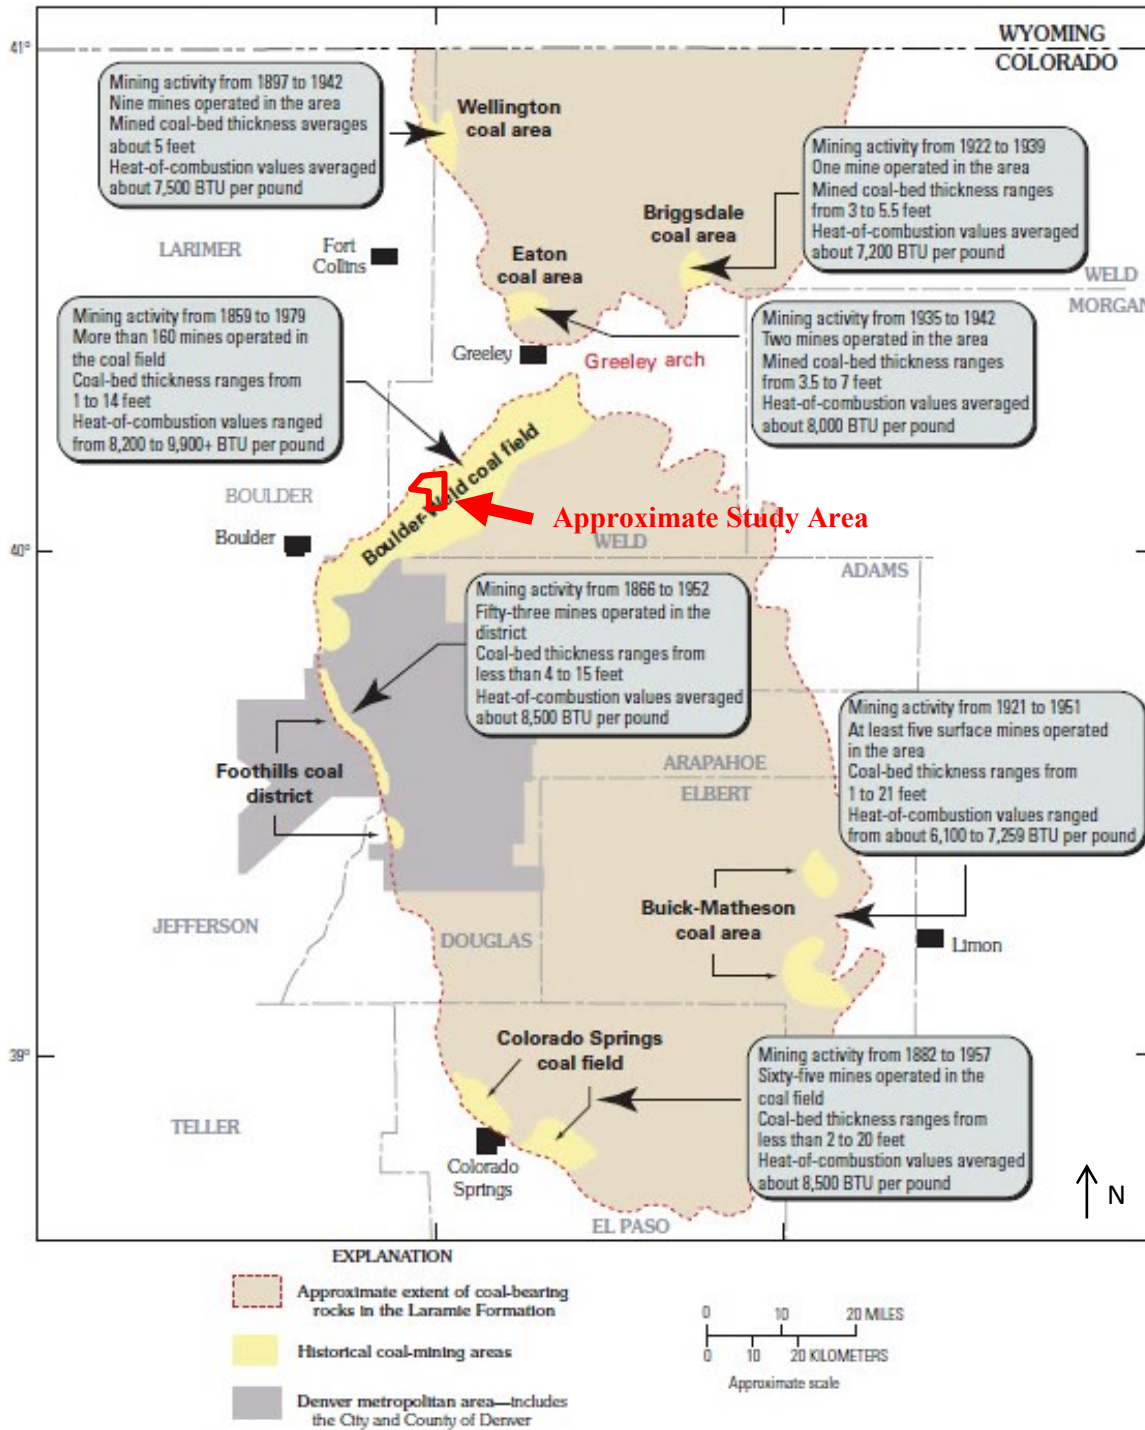 WYOMING
COLORADO
41°
Mining activity from 1897 to 1942
Nine mines operated in the area
Mined coal-bed thickness averages
about 5 feet
Heat-of-combustion values averaged
about 7,500 BTU per pound
Wellington
coal area
Mining activity from 1922 to 1939
One mine operated in the area
Mined coal-bed thickness ranges
from 3 to 5.5 feet
Heat-of-combustion values averaged
about 7,200 BTU per pound
Briggsdale
coal area
LARIMER
Fort
Collins
Eaton
coal area
WELD
MORGAN
Mining activity from 1859 to 1979
More than 160 mines operated in
the coal field
Coal-bed thickness ranges from
1 to 14 feet
Heat-of-combustion values ranged
from 8,200 to 9,900+ BTU per pound
Mining activity from 1935 to 1942
Two mines operated in the area
Mined coal-bed thickness ranges
from 3.5 to 7 feet
Heat-of-combustion values averaged
about 8,000 BTU per pound
Greeley
Greeley arch
Boulder-Weld coal field
BOULDER
Approximate Study Area
Boulder
WELD
40°
ADAMS
Mining activity from 1866 to 1952
Fifty-three mines operated in the
district
Coal-bed thickness ranges from
less than 4 to 15 feet
Heat-of-combustion values averaged
about 8,500 BTU per pound
Mining activity from 1921 to 1951
At least five surface mines operated
in the area
Coal-bed thickness ranges from
1 to 21 feet
Heat-of-combustion values ranged
from about 6,100 to 7,259 BTU per pound
Foothills coal
district
ARAPAHOE
ELBERT
JEFFERSON
DOUGLAS
Buick-Matheson
coal area
Limon
39°
Colorado Springs
coal field
Mining activity from 1882 to 1957
Sixty-five mines operated in the
coal field
Coal-bed thickness ranges from
less than 2 to 20 feet
Heat-of-combustion values averaged
about 8,500 BTU per pound
TELLER
Colorado
Springs
EL PASO
N
EXPLANATION
Approximate extent of coal-bearing
rocks in the Laramie Formation
Historical coal-mining areas
Denver metropolitan area—includes
the City and County of Denver
0 10 20 MILES
0 10 20 KILOMETERS
Approximate scale